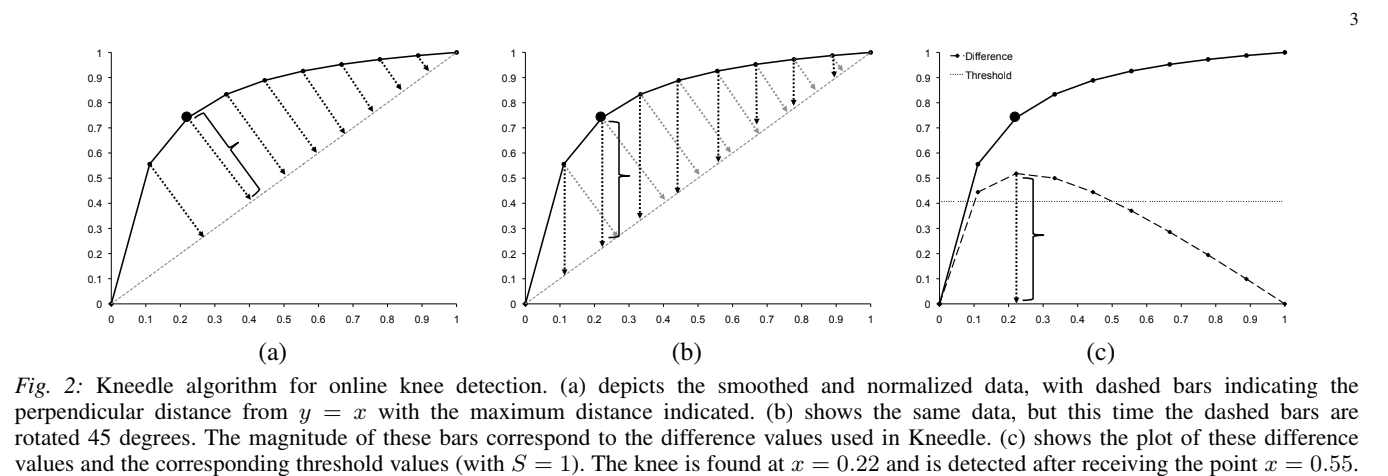 3
1
0.9
0.8
0.7
0.6
0.5
0.4
0.3
0.2
0.1
0
0 0.1 0.2 0.3 0.4 0.5 0.6 0.7 0.8 0.9 1
(a)
1
0.9
0.8
0.7
0.6
0.5
0.4
0.3
0.2
0.1
0
0 0.1 0.2 0.3 0.4 0.5 0.6 0.7 0.8 0.9 1
(b)
1
0.9
0.8
0.7
0.6
0.5
0.4
0.3
0.2
0.1
0
Difference
Threshold
0 0.1 0.2 0.3 0.4 0.5 0.6 0.7 0.8 0.9 1
(c)
Fig. 2: Kneedle algorithm for online knee detection. (a) depicts the smoothed and normalized data, with dashed bars indicating the
perpendicular distance from y = x with the maximum distance indicated. (b) shows the same data, but this time the dashed bars are
rotated 45 degrees. The magnitude of these bars correspond to the difference values used in Kneedle. (c) shows the plot of these difference
values and the corresponding threshold values (with S = 1). The knee is found at x = 0.22 and is detected after receiving the point x = 0.55.